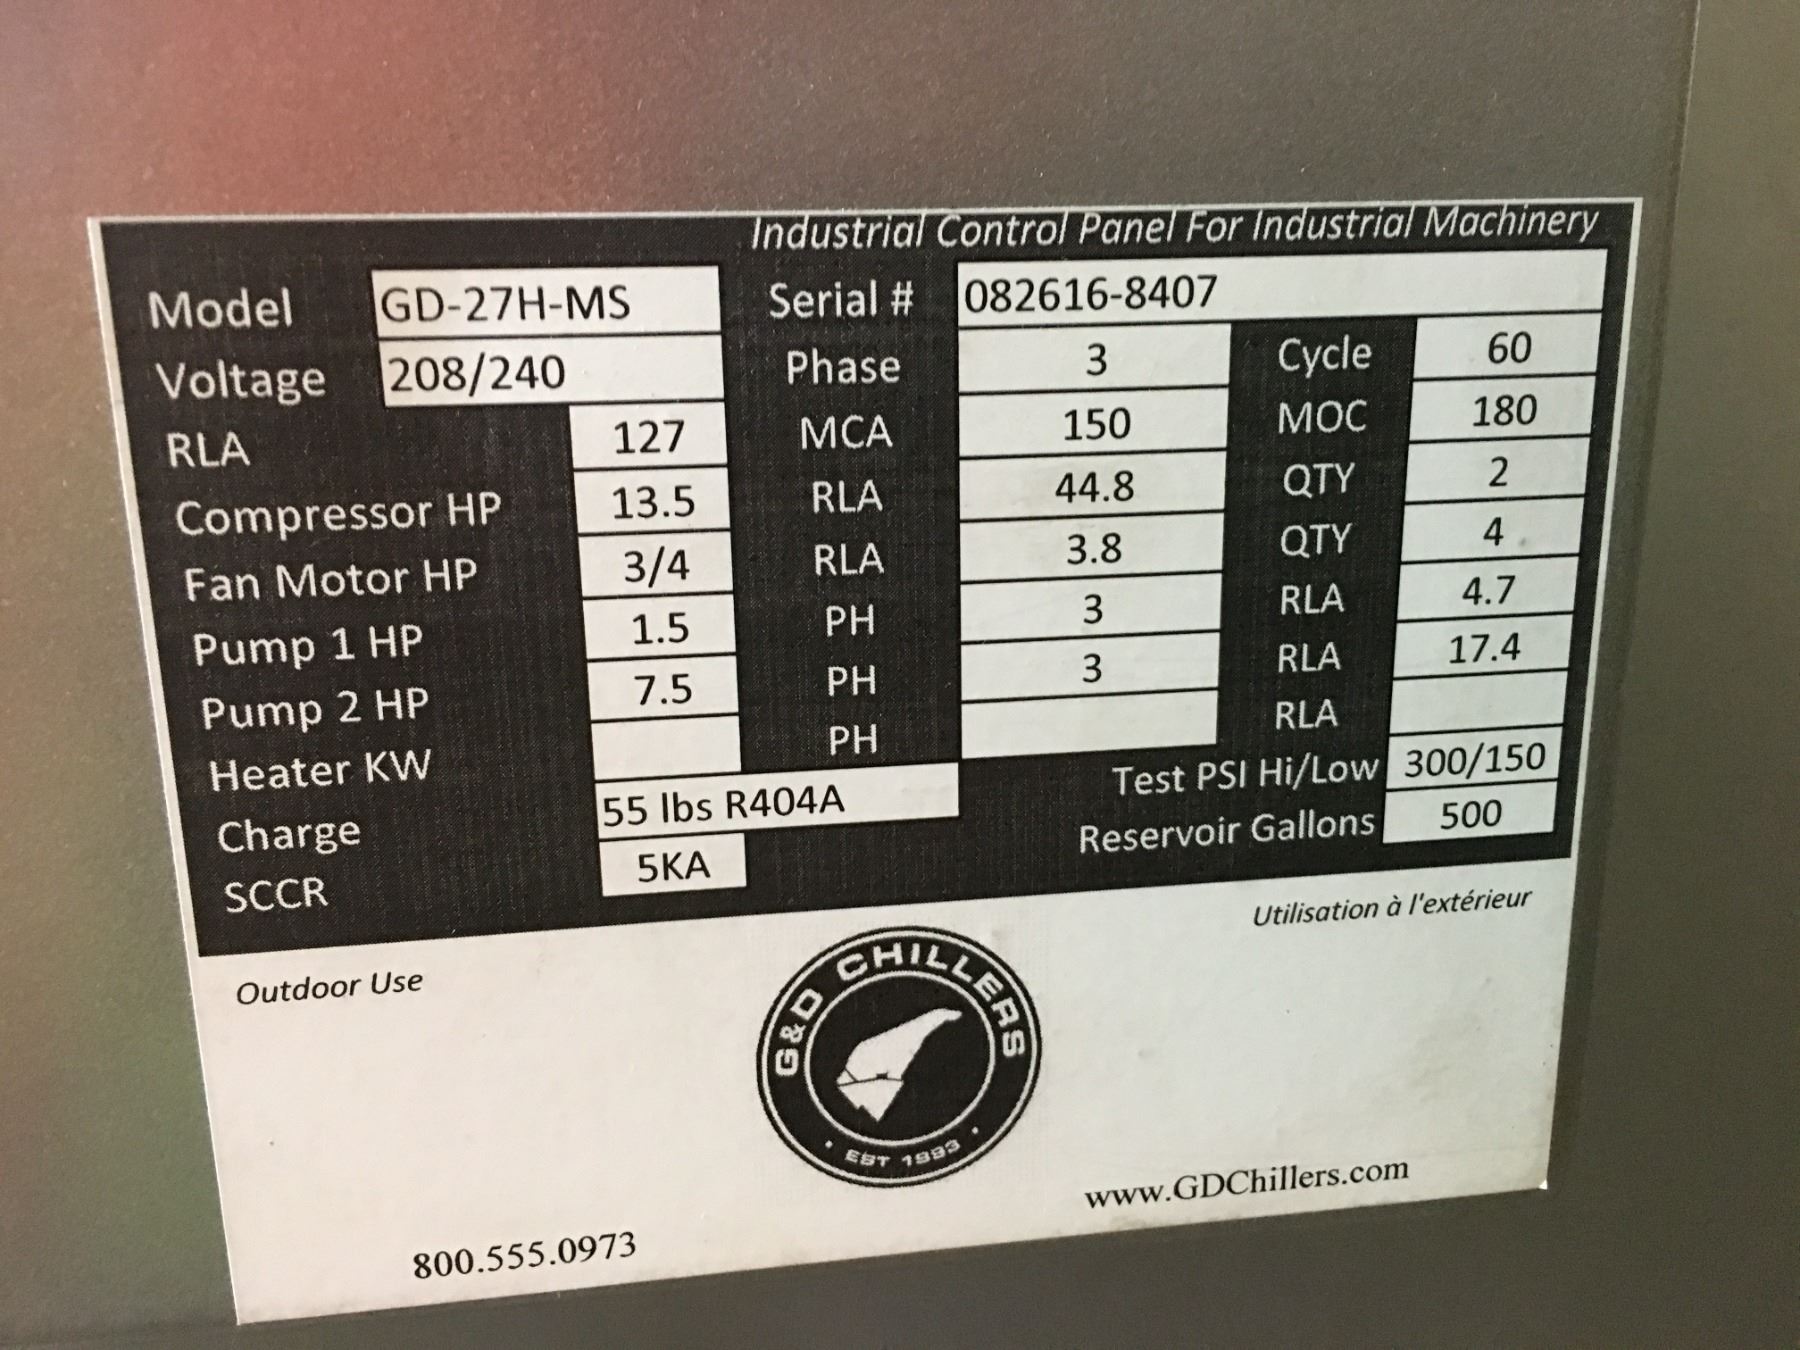 Industrial Control Panel For Industrial Machinery
Model GD-27H-MS Serial # 082616-8407
Voltage 208/240 Phase 3 Cycle 60
RLA 127 MCA 150 MOC 180
Compressor HP 13.5 RLA 44.8 QTY 2
Fan Motor HP 3/4 RLA 3.8 QTY 4
Pump 1 HP 1.5 PH 3 RLA 4.7
Pump 2 HP 7.5 PH 3 RLA 17.4
Heater KW PH RLA
Charge 55 lbs R404A Test PSI Hi/Low 300/150
SCCR 5KA Reservoir Gallons 500
Outdoor Use Utilisation à l'extérieur
G&D CHILLERS
EST 1993
800.555.0973 www.GDChillers.com